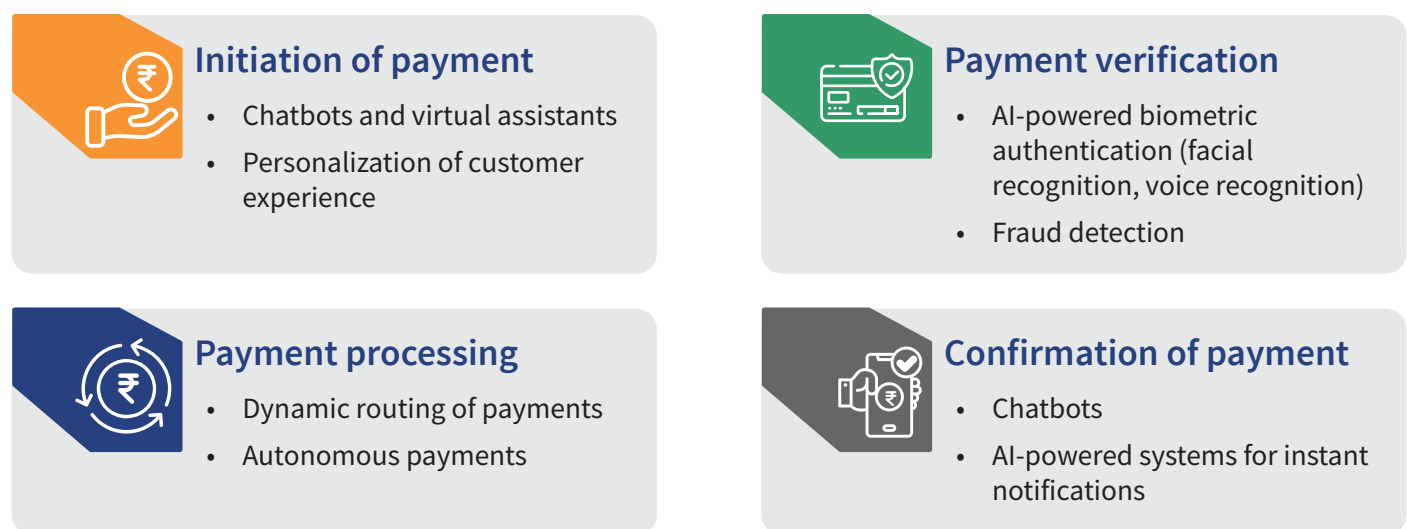 Initiation of payment
• Chatbots and virtual assistants
• Personalization of customer
experience
Payment verification
• AI-powered biometric
authentication (facial
recognition, voice recognition)
• Fraud detection
Payment processing
• Dynamic routing of payments
• Autonomous payments
Confirmation of payment
• Chatbots
• AI-powered systems for instant
notifications